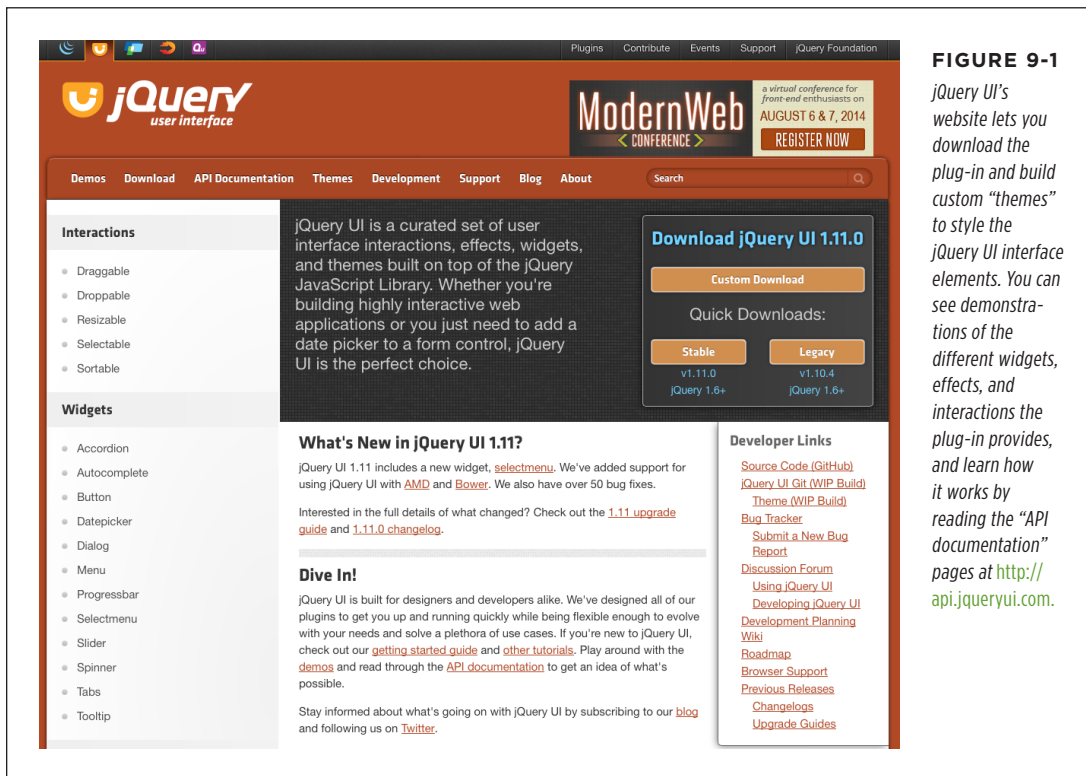 Qu
Plugins Contribute Events Support jQuery Foundation
jQuery
user interface
ModernWeb
< CONFERENCE >
a virtual conference for
front-end enthusiasts on
AUGUST 6 & 7, 2014
REGISTER NOW
Demos Download API Documentation Themes Development Support Blog About Search
Interactions
Draggable
Droppable
Resizable
Selectable
Sortable
Widgets
Accordion
Autocomplete
Button
Datepicker
Dialog
Menu
Progressbar
Selectmenu
Slider
Spinner
Tabs
Tooltip
jQuery UI is a curated set of user
interface interactions, effects, widgets,
and themes built on top of the jQuery
JavaScript Library. Whether you're
building highly interactive web
applications or you just need to add a
date picker to a form control, jQuery
UI is the perfect choice.
Download jQuery UI 1.11.0
Custom Download
Quick Downloads:
Stable Legacy
v1.11.0 v1.10.4
jQuery 1.6+ jQuery 1.6+
What's New in jQuery UI 1.11?
jQuery UI 1.11 includes a new widget, selectmenu. We've added support for
using jQuery UI with AMD and Bower. We also have over 50 bug fixes.
Interested in the full details of what changed? Check out the 1.11 upgrade
guide and 1.11.0 changelog.
Dive In!
jQuery UI is built for designers and developers alike. We've designed all of our
plugins to get you up and running quickly while being flexible enough to evolve
with your needs and solve a plethora of use cases. If you're new to jQuery UI,
check out our getting started guide and other tutorials. Play around with the
demos and read through the API documentation to get an idea of what's
possible.
Stay informed about what's going on with jQuery UI by subscribing to our blog
and following us on Twitter.
Developer Links
Source Code (GitHub)
jQuery UI Git (WIP Build)
Theme (WIP Build)
Bug Tracker
Submit a New Bug
Report
Discussion Forum
Using jQuery UI
Developing jQuery UI
Development Planning
Wiki
Roadmap
Browser Support
Previous Releases
Changelogs
Upgrade Guides
FIGURE 9-1
jQuery UI's
website lets you
download the
plug-in and build
custom “themes”
to style the
jQuery UI interface
elements. You can
see demonstra-
tions of the
different widgets,
effects, and
interactions the
plug-in provides,
and learn how
it works by
reading the “API
documentation”
pages at http://
api.jqueryui.com.